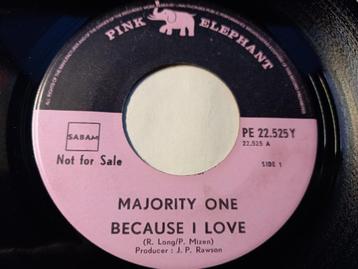 PINK ELEPHANT
SABAM
Not for Sale
PE 22.525Y
22.525 A
SIDE 1
MAJORITY ONE
BECAUSE I LOVE
(R. Long/P. Mizen)
Producer : J. P. Rawson